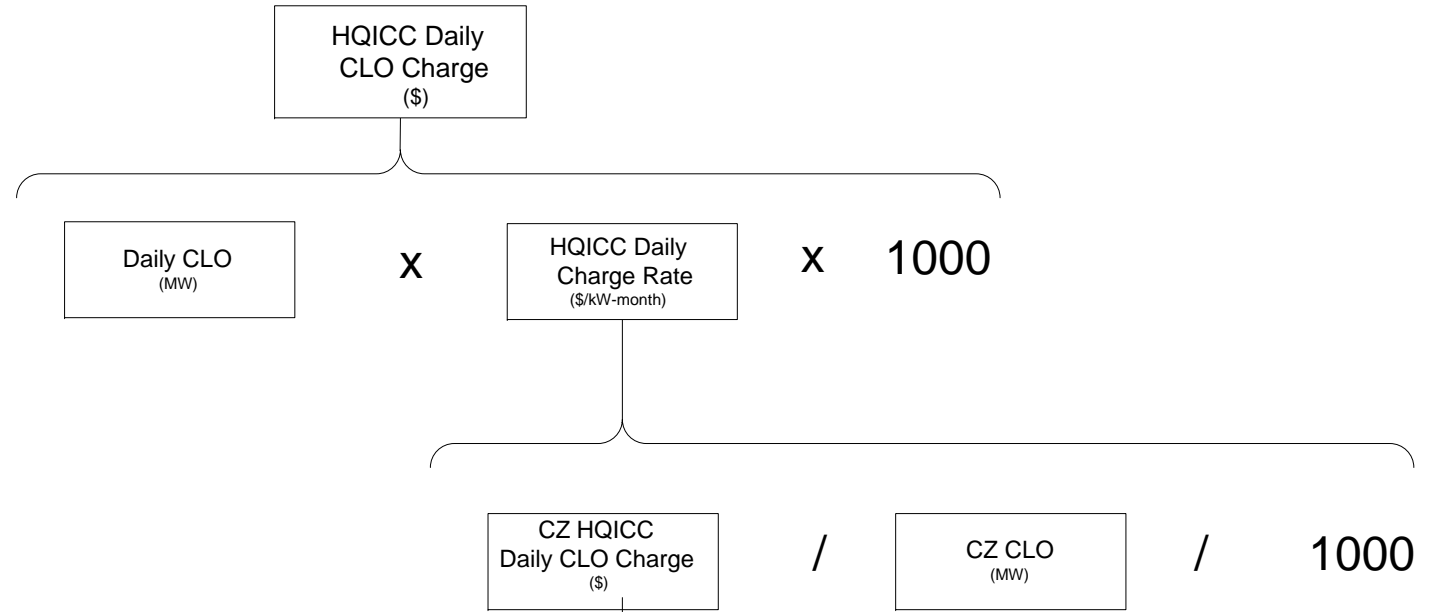 HQICC Daily
CLO Charge
($)
Daily CLO
(MW)
x
HQICC Daily
Charge Rate
($/kW-month)
x
1000
CZ HQICC
Daily CLO Charge
($)
/
CZ CLO
(MW)
/
1000